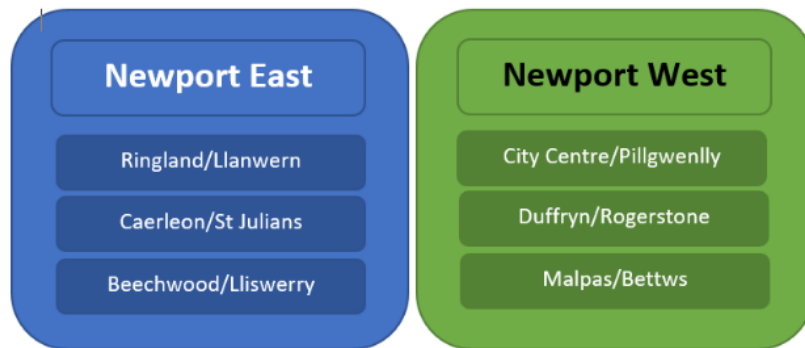 Newport East
Ringland/Llanwern
Caerleon/St Julians
Beechwood/Lliswerry
Newport West
City Centre/Pillgwenlly
Duffryn/Rogerstone
Malpas/Bettws